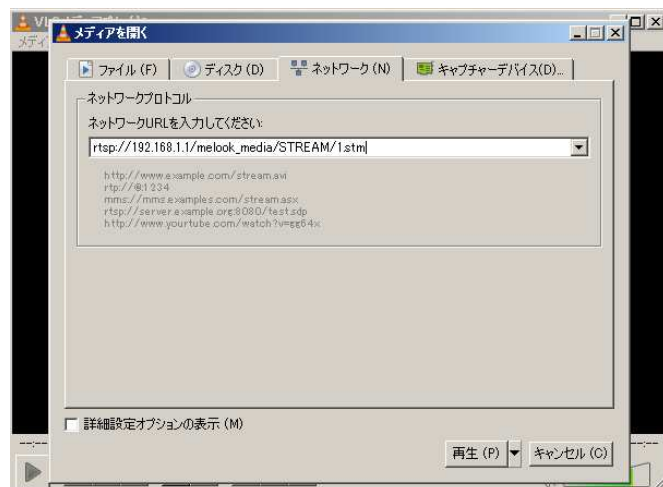 メディアを開く
ファイル (F)
ディスク (D)
ネットワーク (N)
キャプチャーデバイス(D)...
ネットワークプロトコル
ネットワークURLを入力してください:
rtsp://192.168.1.1/melook_media/STREAM/1.stm
http://www.example.com/stream.avi
rtp://@:1234
mms://mms.examples.com/stream.asx
rtsp://server.example.org:8080/test.sdp
http://www.yourtube.com/watch?v=gg64x
詳細設定オプションの表示 (M)
再生 (P)
キャンセル (C)
--:--
--:--